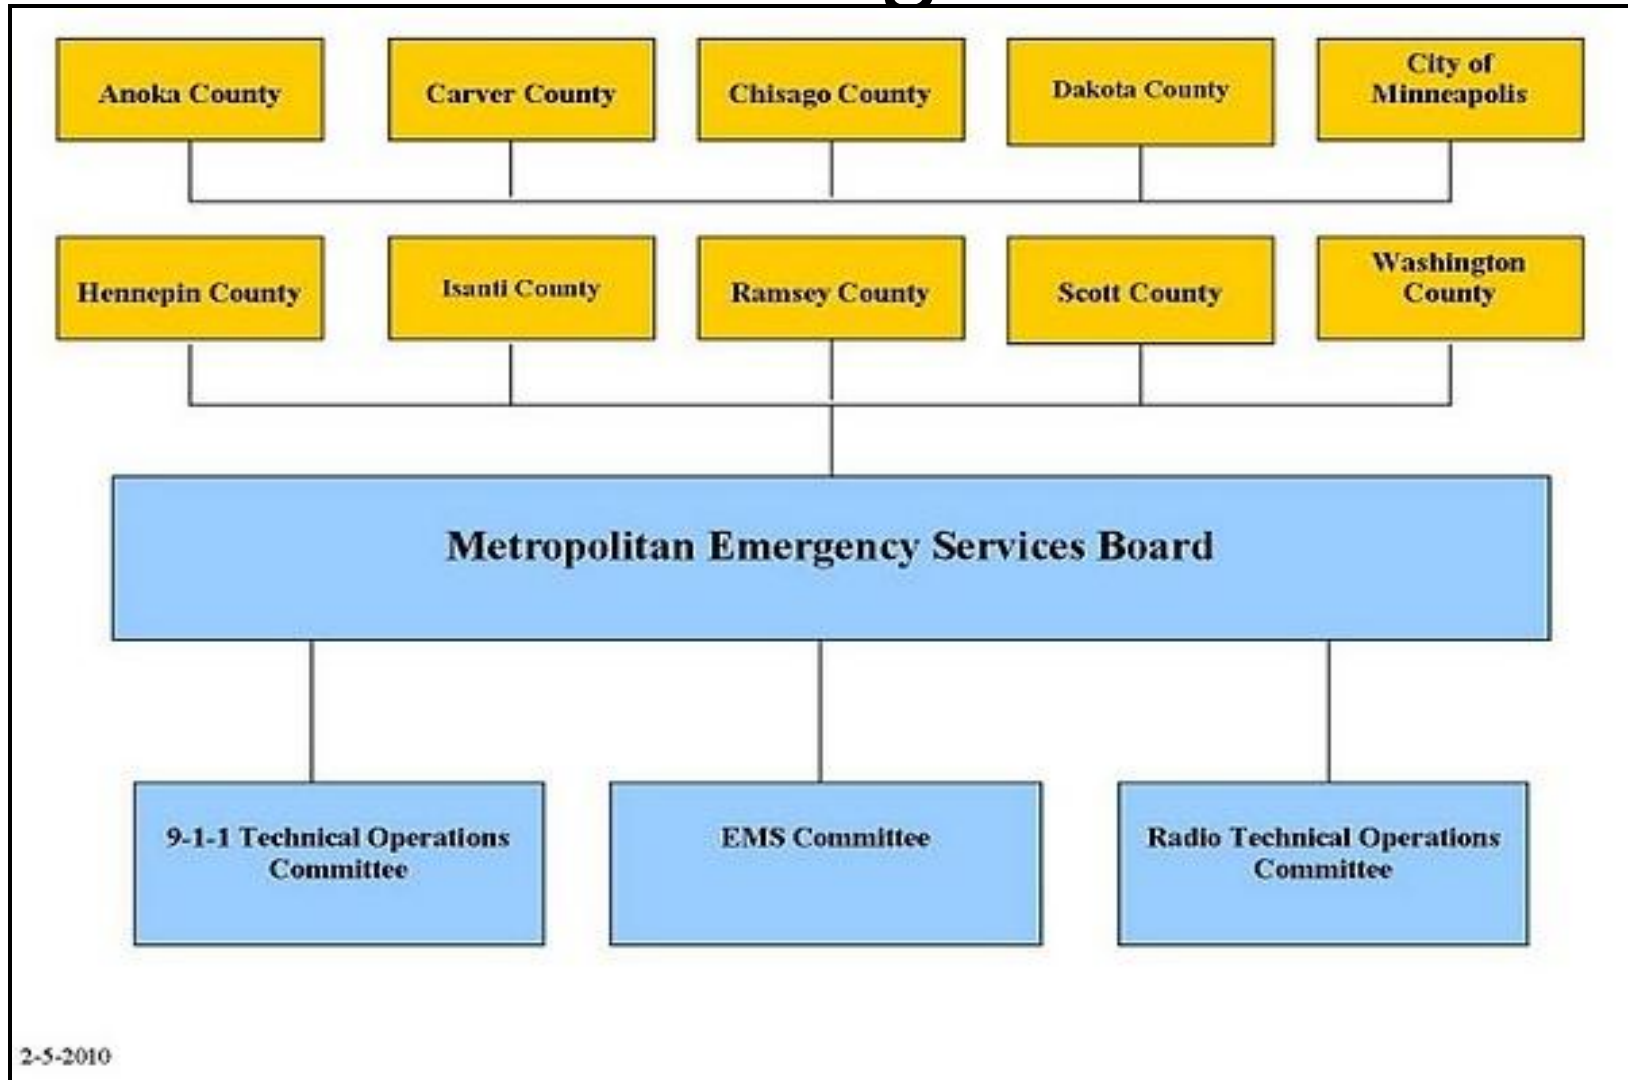 Anoka County
Carver County
Chisago County
Dakota County
City of
Minneapolis
Hennepin County
Isanti County
Ramsey County
Scott County
Washington
County
Metropolitan Emergency Services Board
9-1-1 Technical Operations
Committee
EMS Committee
Radio Technical Operations
Committee
2-5-2010